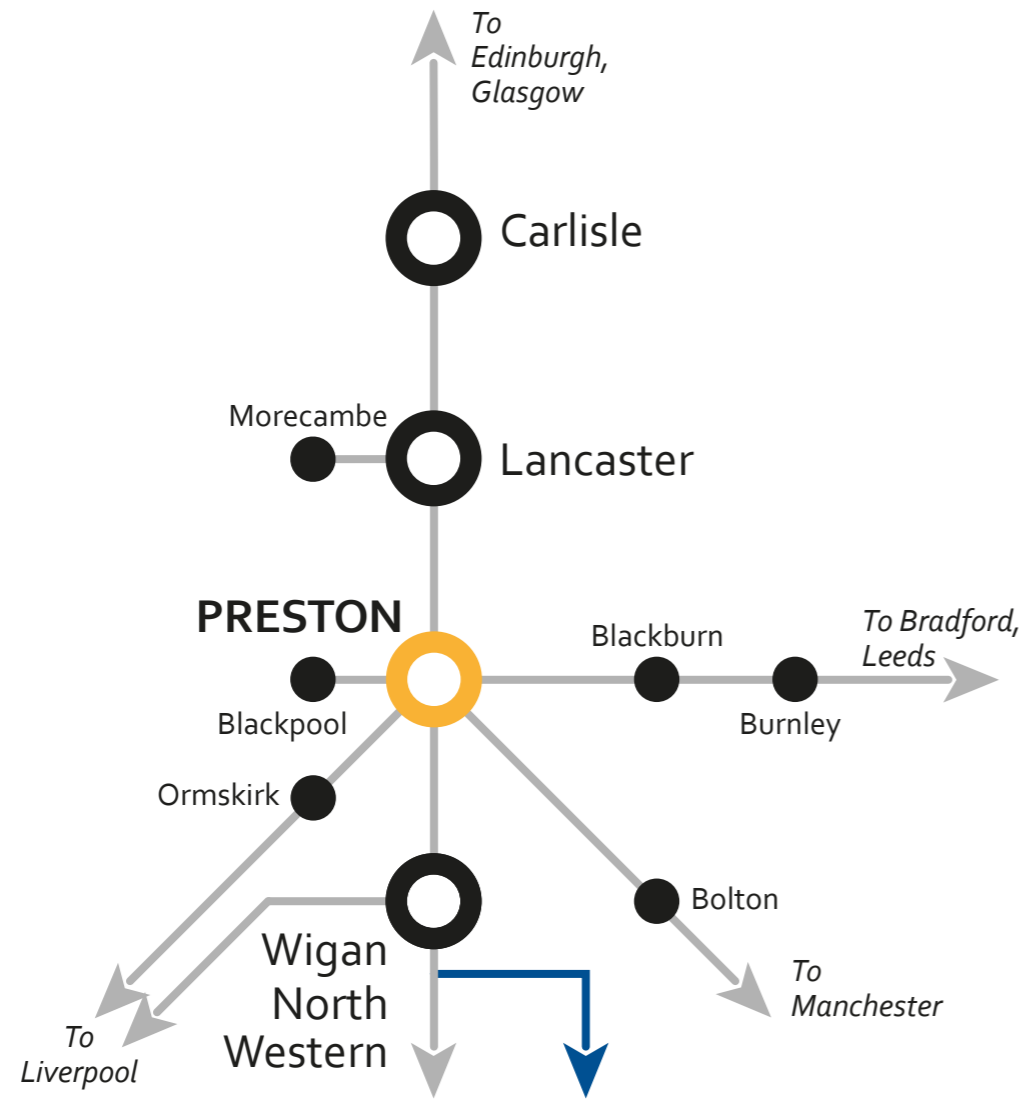 To
Edinburgh,
Glasgow
Carlisle
Morecambe
Lancaster
PRESTON
Blackburn
To Bradford,
Leeds
Blackpool
Burnley
Ormskirk
Bolton
Wigan
North
Western
To
Manchester
To
Liverpool